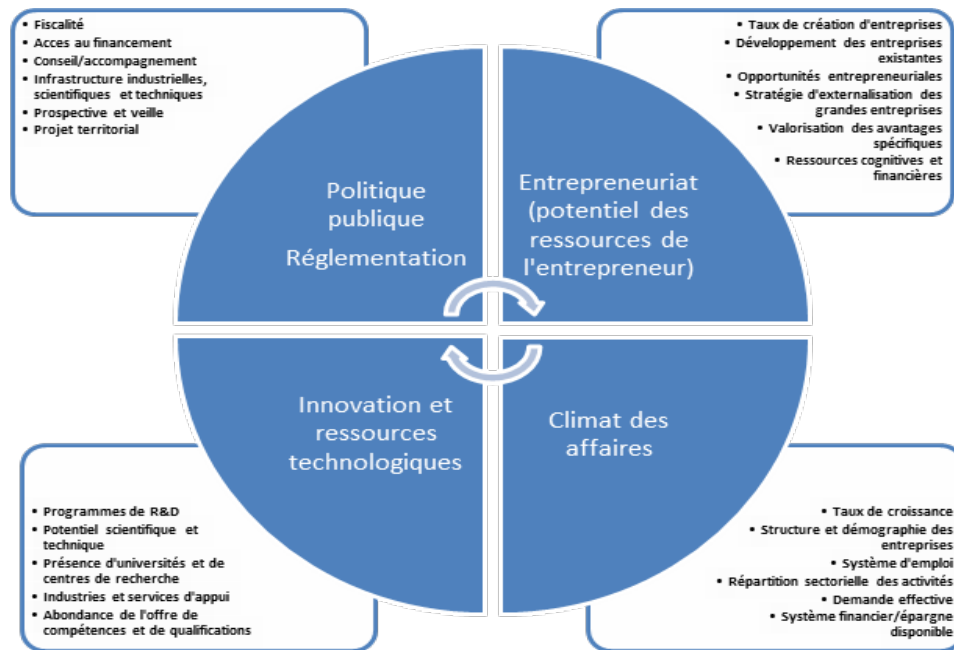 • Fiscalité
• Acces au financement
• Conseil/accompagnement
• Infrastructure industrielles,
scientifiques et techniques
• Prospective et veille
• Projet territorial
• Taux de création d'entreprises
• Développement des entreprises
existantes
• Opportunités entrepreneuriales
• Stratégie d'externalisation des
grandes entreprises
• Valorisation des avantages
spécifiques
• Ressources cognitives et
financières
Politique
publique
Réglementation
Entrepreneuriat
(potentiel des
ressources de
l'entrepreneur)
Innovation et
ressources
technologiques
Climat des
affaires
• Programmes de R&D
• Potentiel scientifique et
technique
• Présence d'universités et de
centres de recherche
• Industries et services d'appui
• Abondance de l'offre de
compétences et de qualifications
• Taux de croissance
• Structure et démographie des
entreprises
• Système d'emploi
• Répartition sectorielle des activités
• Demande effective
• Système financier/épargne
disponible